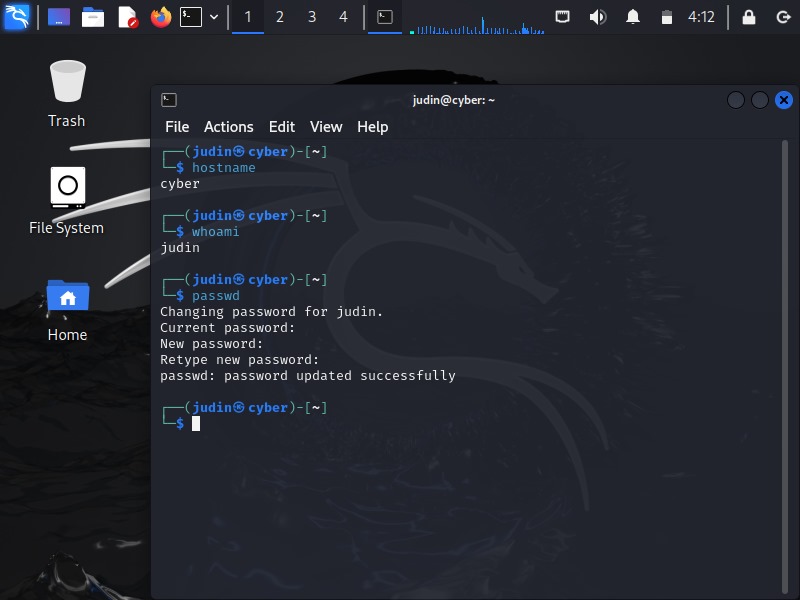 1 2 3 4 4:12
Trash
File System
Home
judin@cyber: ~
File Actions Edit View Help
┌──(judin㉿cyber)-[~]
└─$ hostname
cyber
┌──(judin㉿cyber)-[~]
└─$ whoami
judin
┌──(judin㉿cyber)-[~]
└─$ passwd
Changing password for judin.
Current password:
New password:
Retype new password:
passwd: password updated successfully
┌──(judin㉿cyber)-[~]
└─$